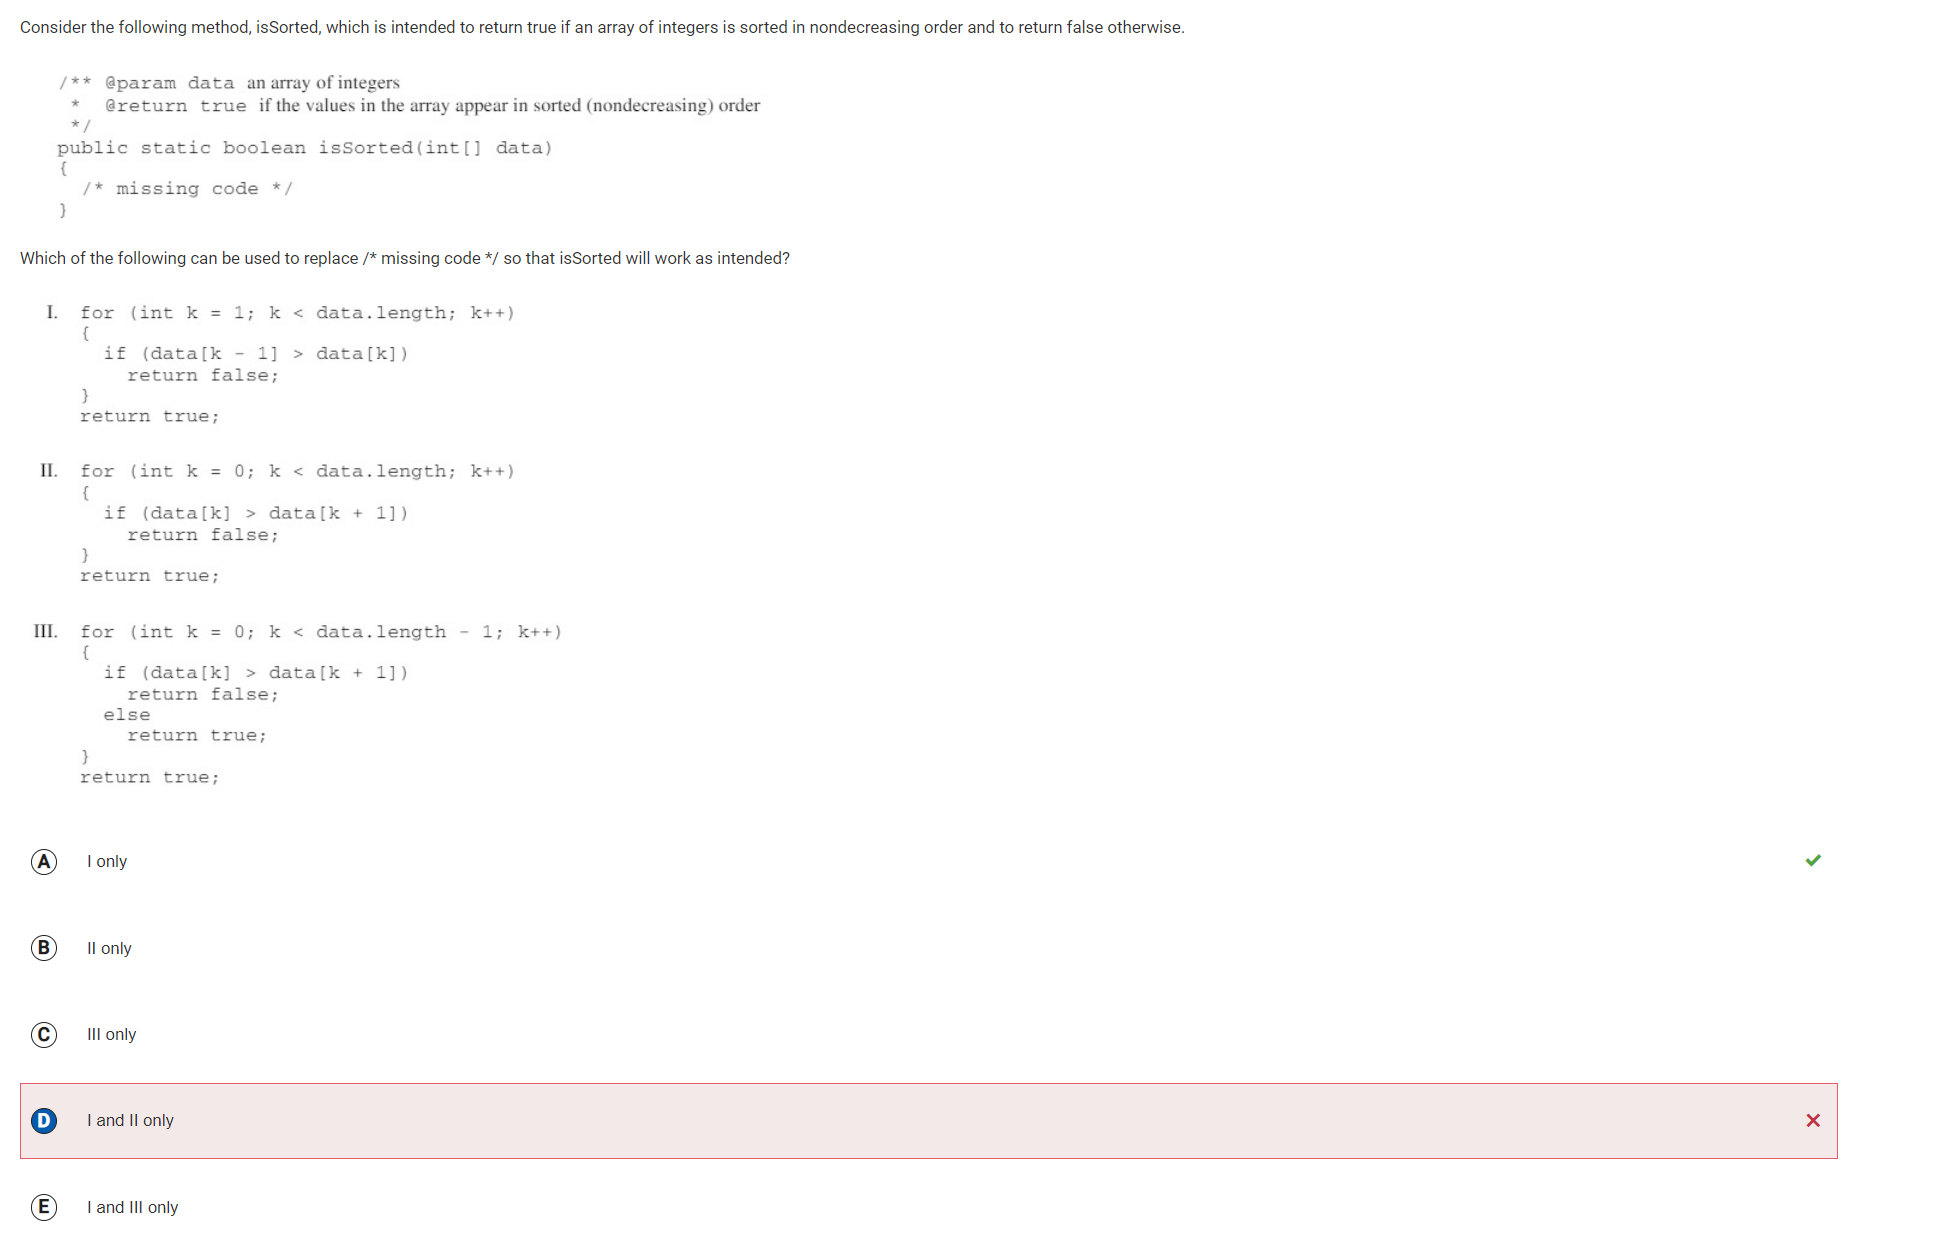 Consider the following method, isSorted, which is intended to return true if an array of integers is sorted in nondecreasing order and to return false otherwise.
/** @param data an array of integers
* @return true if the values in the array appear in sorted (nondecreasing) order
*/
public static boolean isSorted(int[] data)
{
/* missing code */
}
Which of the following can be used to replace /* missing code */ so that isSorted will work as intended?
I. for (int k = 1; k < data.length; k++)
{
if (data[k - 1] > data[k])
return false;
}
return true;
II. for (int k = 0; k < data.length; k++)
{
if (data[k] > data[k + 1])
return false;
}
return true;
III. for (int k = 0; k < data.length - 1; k++)
{
if (data[k] > data[k + 1])
return false;
else
return true;
}
return true;
A I only
B II only
C III only
D I and II only
E I and III only